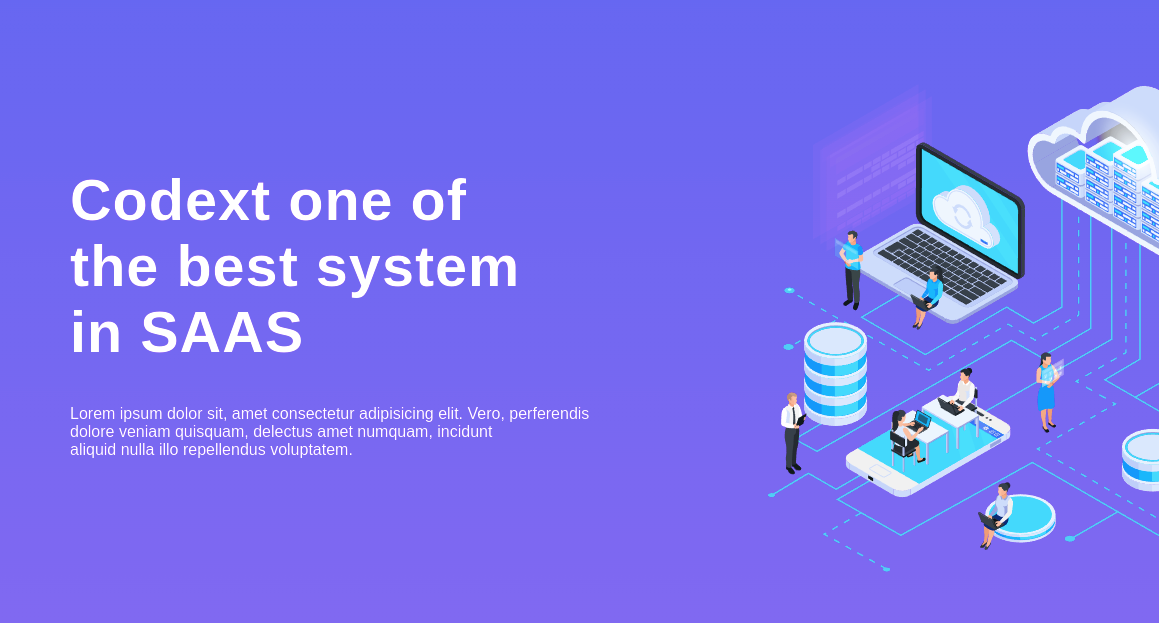 Codext one of
the best system
in SAAS
Lorem ipsum dolor sit, amet consectetur adipisicing elit. Vero, perferendis
dolore veniam quisquam, delectus amet numquam, incidunt
aliquid nulla illo repellendus voluptatem.